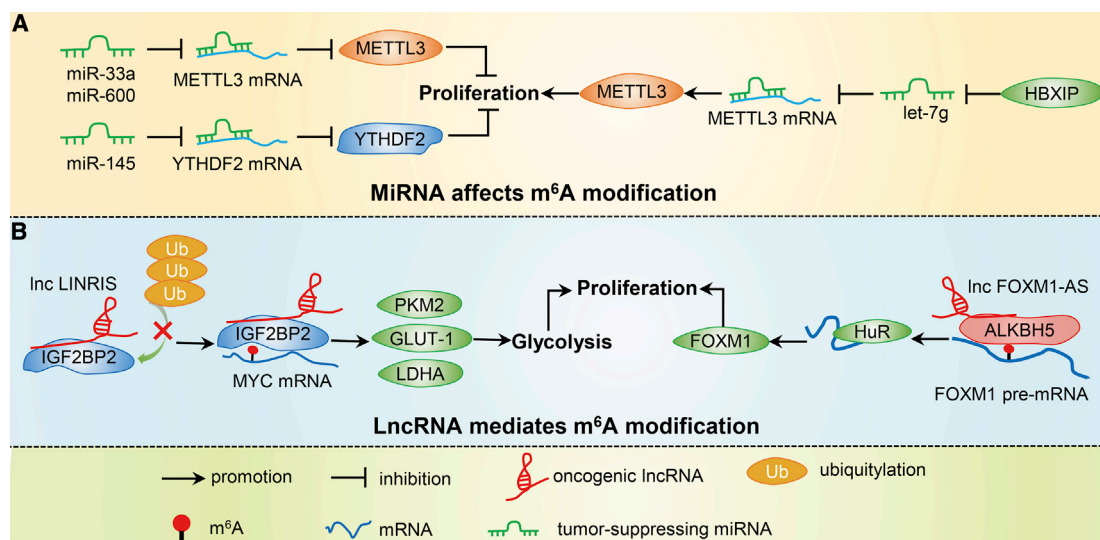 A
miR-33a
miR-600
METTL3 mRNA
METTL3
Proliferation
METTL3
METTL3 mRNA
let-7g
HBXIP
miR-145
YTHDF2 mRNA
YTHDF2
MiRNA affects m⁶A modification
B
lnc LINRIS
Ub
Ub
Ub
IGF2BP2
IGF2BP2
MYC mRNA
PKM2
GLUT-1
LDHA
Glycolysis
Proliferation
FOXM1
HuR
lnc FOXM1-AS
ALKBH5
FOXM1 pre-mRNA
LncRNA mediates m⁶A modification
promotion
inhibition
oncogenic lncRNA
Ub
ubiquitylation
m⁶A
mRNA
tumor-suppressing miRNA